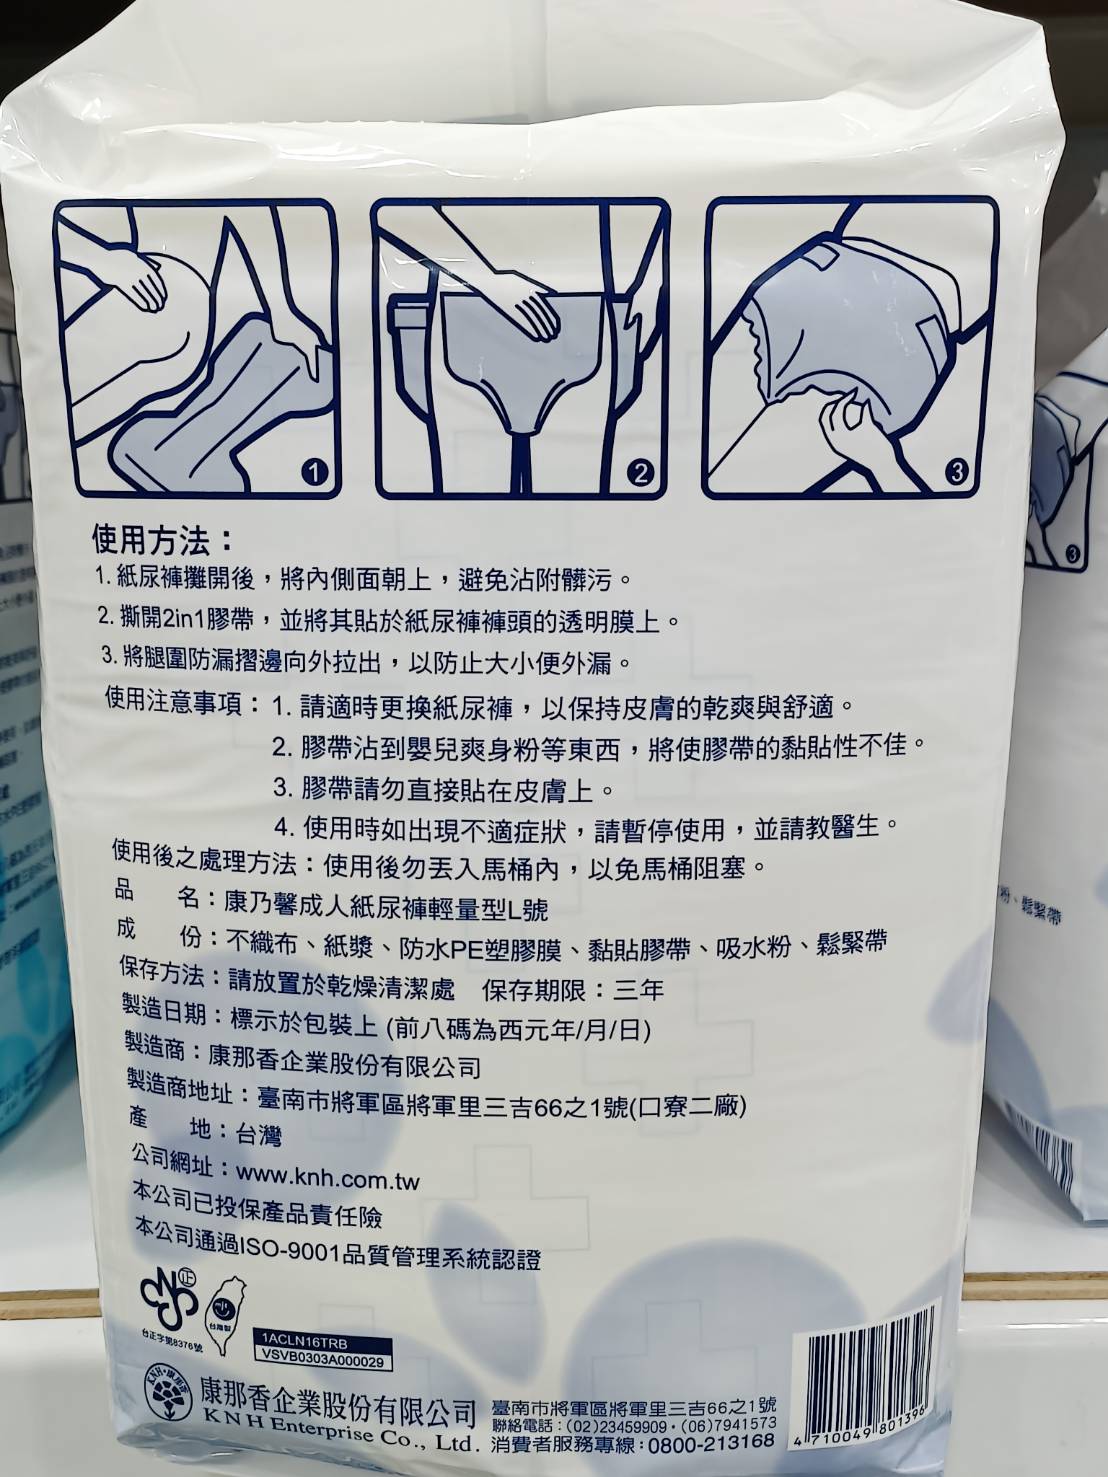 1
2
3
使用方法：
1. 紙尿褲攤開後，將內側面朝上，避免沾附髒污。
2. 撕開2in1膠帶，並將其貼於紙尿褲褲頭的透明膜上。
3. 將腿圍防漏摺邊向外拉出，以防止大小便外漏。
使用注意事項：1. 請適時更換紙尿褲，以保持皮膚的乾爽與舒適。
2. 膠帶沾到嬰兒爽身粉等東西，將使膠帶的黏貼性不佳。
3. 膠帶請勿直接貼在皮膚上。
4. 使用時如出現不適症狀，請暫停使用，並請教醫生。
使用後之處理方法：使用後勿丟入馬桶內，以免馬桶阻塞。
品　　名：康乃馨成人紙尿褲輕量型L號
成　　份：不織布、紙漿、防水PE塑膠膜、黏貼膠帶、吸水粉、鬆緊帶
保存方法：請放置於乾燥清潔處　保存期限：三年
製造日期：標示於包裝上 (前八碼為西元年/月/日)
製造商：康那香企業股份有限公司
製造商地址：臺南市將軍區將軍里三吉66之1號(口寮二廠)
產　　地：台灣
公司網址：www.knh.com.tw
本公司已投保產品責任險
本公司通過ISO-9001品質管理系統認證
正
台正字第8376號
台灣製
1ACLN16TRB
VSVB0303A000029
KNH·康那香
康那香企業股份有限公司
KNH Enterprise Co., Ltd.
臺南市將軍區將軍里三吉66之1號
聯絡電話：(02)23459909·(06)7941573
消費者服務專線：0800-213168
4 710049 801396
3
粉、鬆緊帶